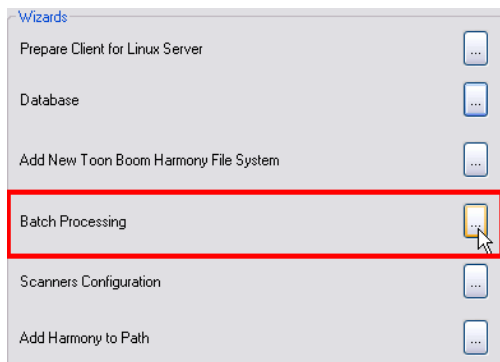 Wizards
Prepare Client for Linux Server ...
Database ...
Add New Toon Boom Harmony File System ...
Batch Processing ...
Scanners Configuration ...
Add Harmony to Path ...